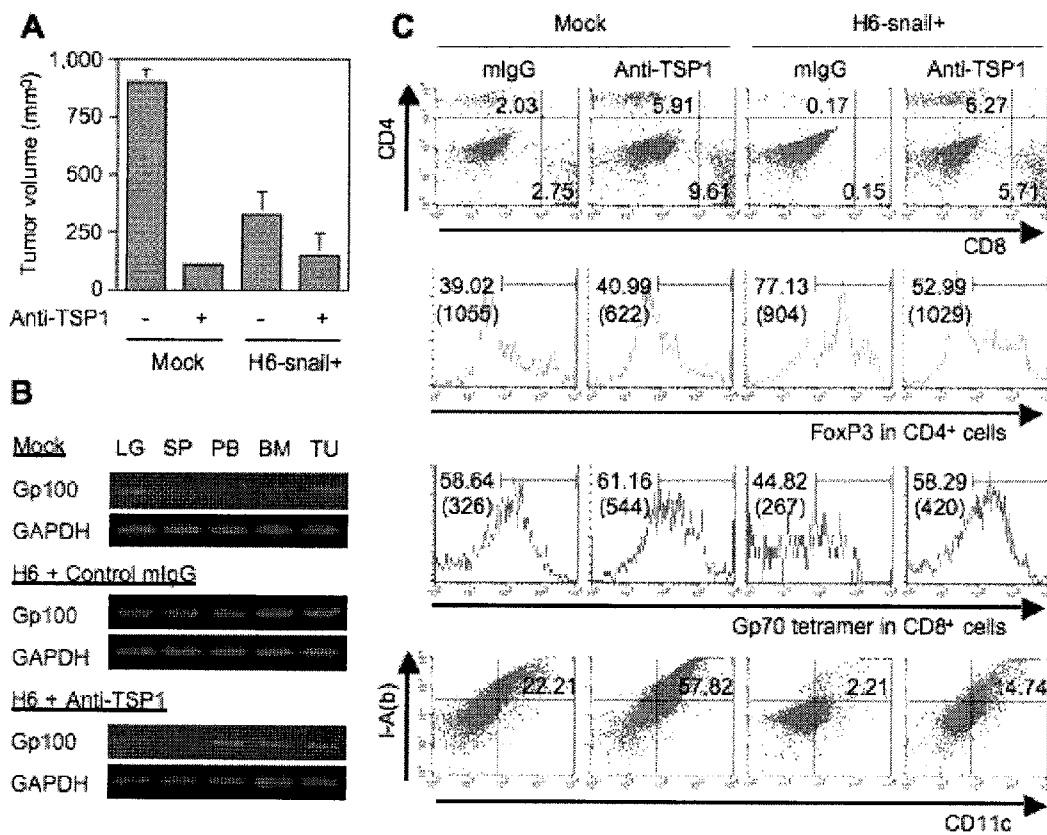 A
Tumor volume (mm³)
1,000
750
500
250
0
Anti-TSP1 - + - +
Mock H6-snail+
B
Mock LG SP PB BM TU
Gp100
GAPDH
H6 + Control mIgG
Gp100
GAPDH
H6 + Anti-TSP1
Gp100
GAPDH
C
Mock H6-snail+
mIgG Anti-TSP1 mIgG Anti-TSP1
CD4
2.03 5.91 0.17 6.27
2.75 9.61 0.15 5.71
CD8
39.02 40.99 77.13 52.99
(1055) (622) (904) (1029)
FoxP3 in CD4⁺ cells
58.64 61.16 44.82 58.29
(326) (544) (267) (420)
Gp70 tetramer in CD8⁺ cells
I-A(b)
22.21 57.82 2.21 14.74
CD11c